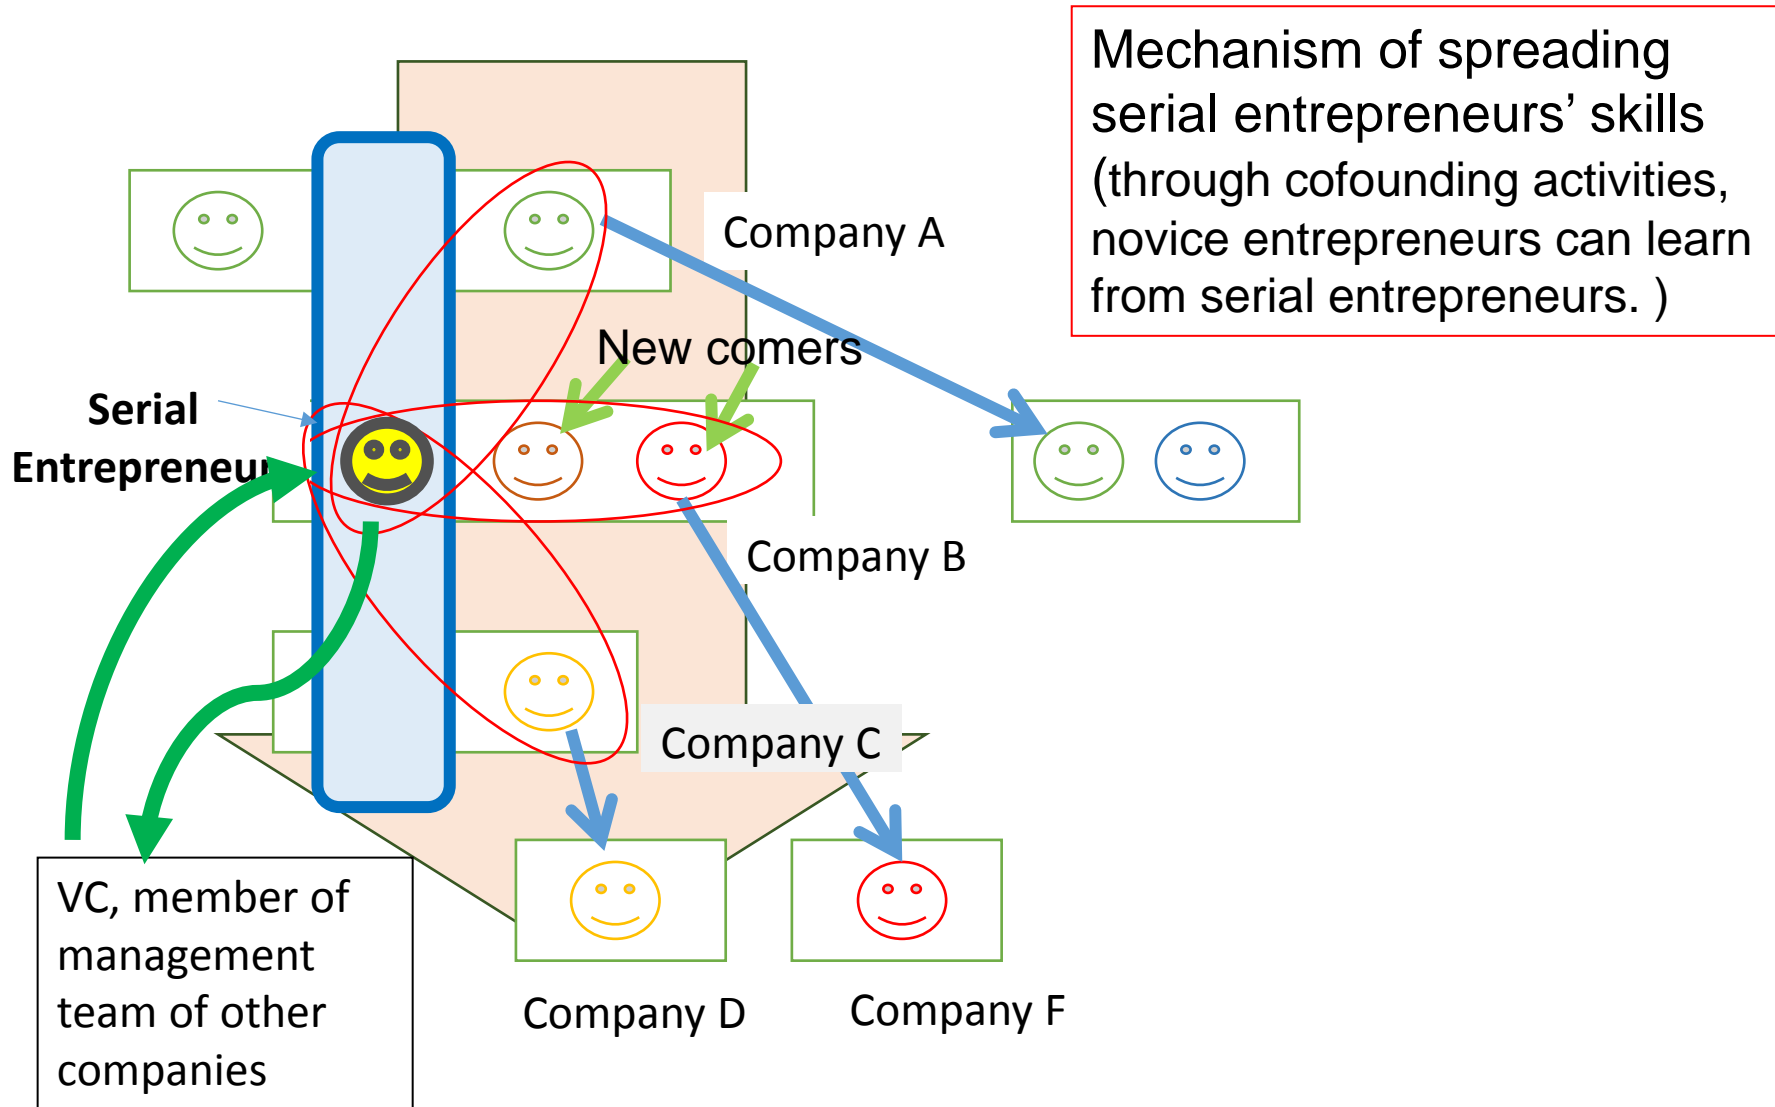 Mechanism of spreading
serial entrepreneurs’ skills
(through cofounding activities,
novice entrepreneurs can learn
from serial entrepreneurs. )
Company A
New comers
Serial
Entrepreneur
Company B
Company C
VC, member of
management
team of other
companies
Company D
Company F